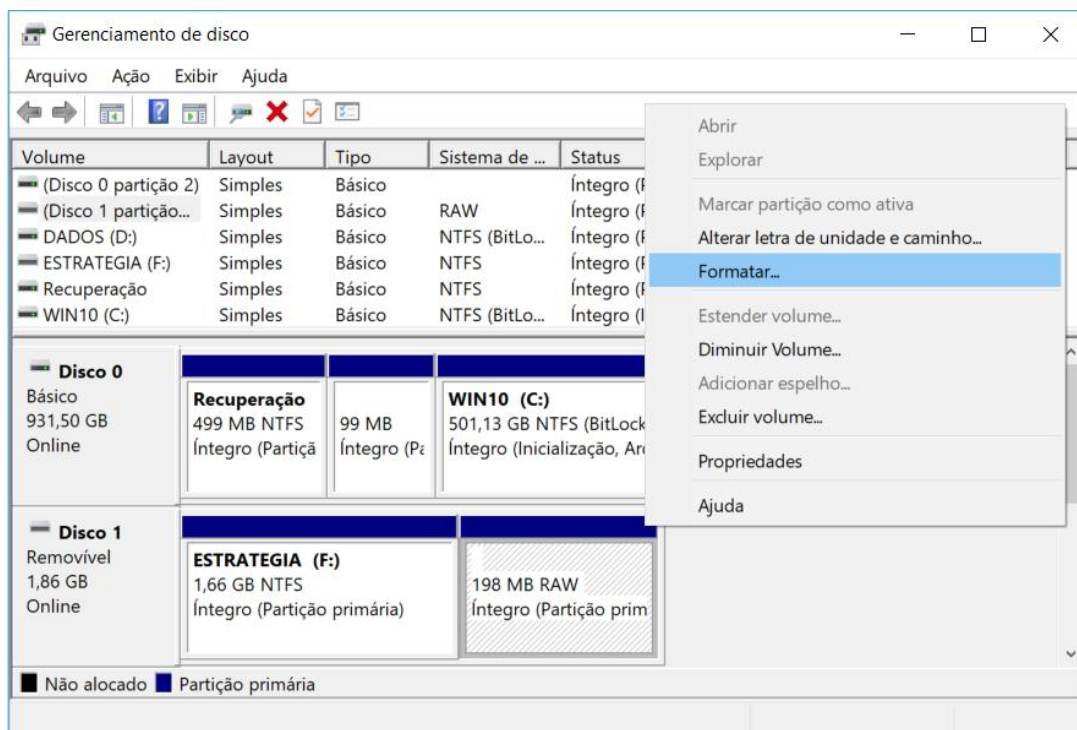 Gerenciamento de disco
Arquivo Ação Exibir Ajuda
Volume Layout Tipo Sistema de ... Status
(Disco 0 partição 2) Simples Básico Íntegro (
(Disco 1 partição... Simples Básico RAW Íntegro (
DADOS (D:) Simples Básico NTFS (BitLo... Íntegro (
ESTRATEGIA (F:) Simples Básico NTFS Íntegro (
Recuperação Simples Básico NTFS Íntegro (
WIN10 (C:) Simples Básico NTFS (BitLo... Íntegro (I
Abrir
Explorar
Marcar partição como ativa
Alterar letra de unidade e caminho...
Formatar...
Estender volume...
Diminuir Volume...
Adicionar espelho...
Excluir volume...
Propriedades
Ajuda
Disco 0
Básico
931,50 GB
Online
Recuperação
499 MB NTFS
Íntegro (Partiçã
99 MB
Íntegro (Pa
WIN10 (C:)
501,13 GB NTFS (BitLock
Íntegro (Inicialização, Ar
Disco 1
Removível
1,86 GB
Online
ESTRATEGIA (F:)
1,66 GB NTFS
Íntegro (Partição primária)
198 MB RAW
Íntegro (Partição prim
Não alocado Partição primária